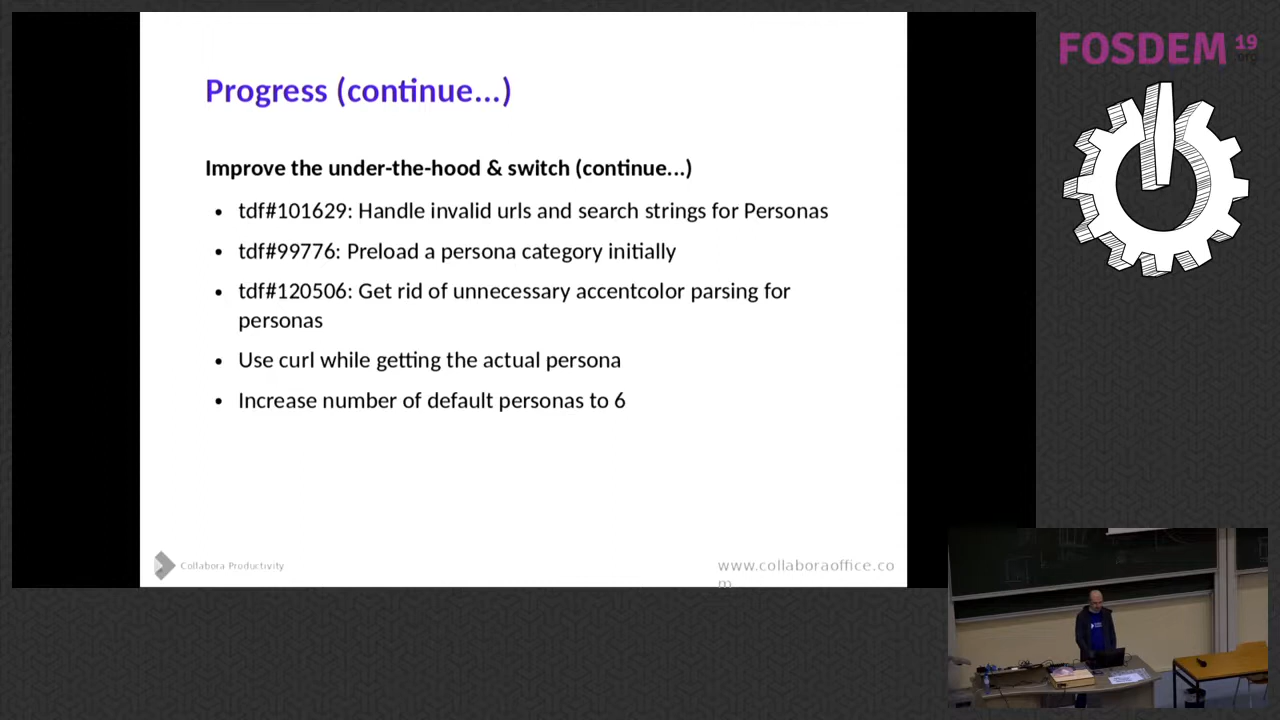 FOSDEM 19
.org
Progress (continue...)
Improve the under-the-hood & switch (continue...)
• tdf#101629: Handle invalid urls and search strings for Personas
• tdf#99776: Preload a persona category initially
• tdf#120506: Get rid of unnecessary accentcolor parsing for
personas
• Use curl while getting the actual persona
• Increase number of default personas to 6
Collabora Productivity
www.collaboraoffice.co
m